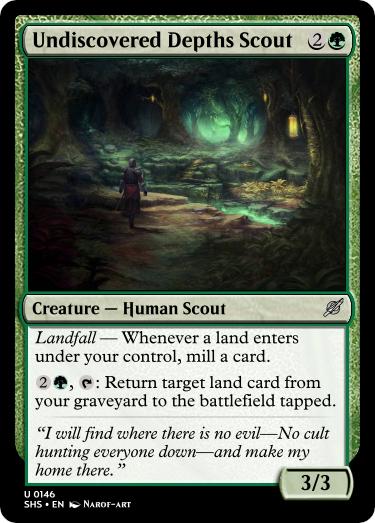 Undiscovered Depths Scout 2
Creature — Human Scout
Landfall — Whenever a land enters
under your control, mill a card.
2 , : Return target land card from
your graveyard to the battlefield tapped.
“I will find where there is no evil—No cult
hunting everyone down—and make my
home there.”
3/3
U 0146
SHS • EN Narof-art